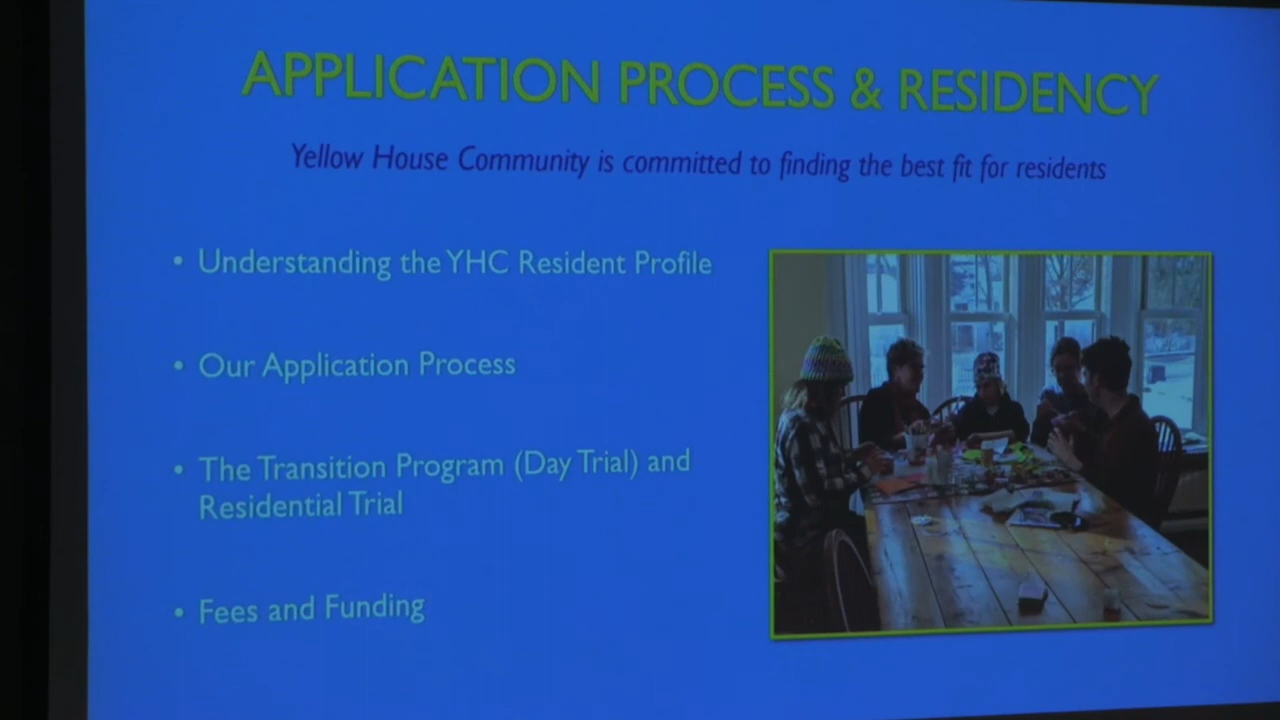 APPLICATION PROCESS & RESIDENCY
Yellow House Community is committed to finding the best fit for residents
• Understanding the YHC Resident Profile
• Our Application Process
• The Transition Program (Day Trial) and
Residential Trial
• Fees and Funding